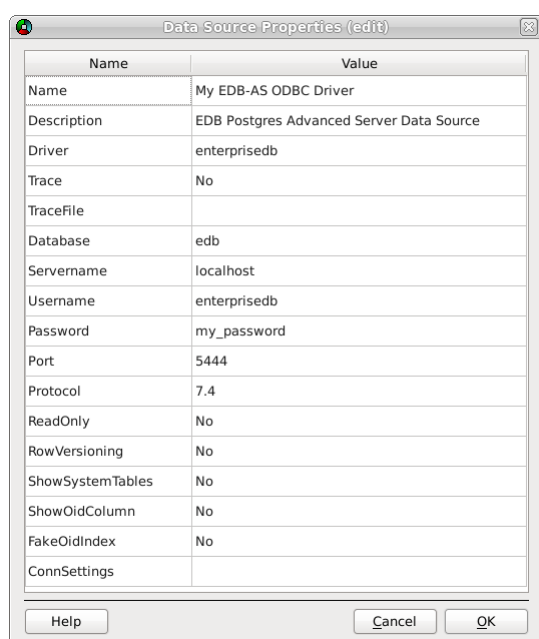 Data Source Properties (edit)
Name Value
Name My EDB-AS ODBC Driver
Description EDB Postgres Advanced Server Data Source
Driver enterprisedb
Trace No
TraceFile
Database edb
Servername localhost
Username enterprisedb
Password my_password
Port 5444
Protocol 7.4
ReadOnly No
RowVersioning No
ShowSystemTables No
ShowOidColumn No
FakeOidIndex No
ConnSettings
Help Cancel OK